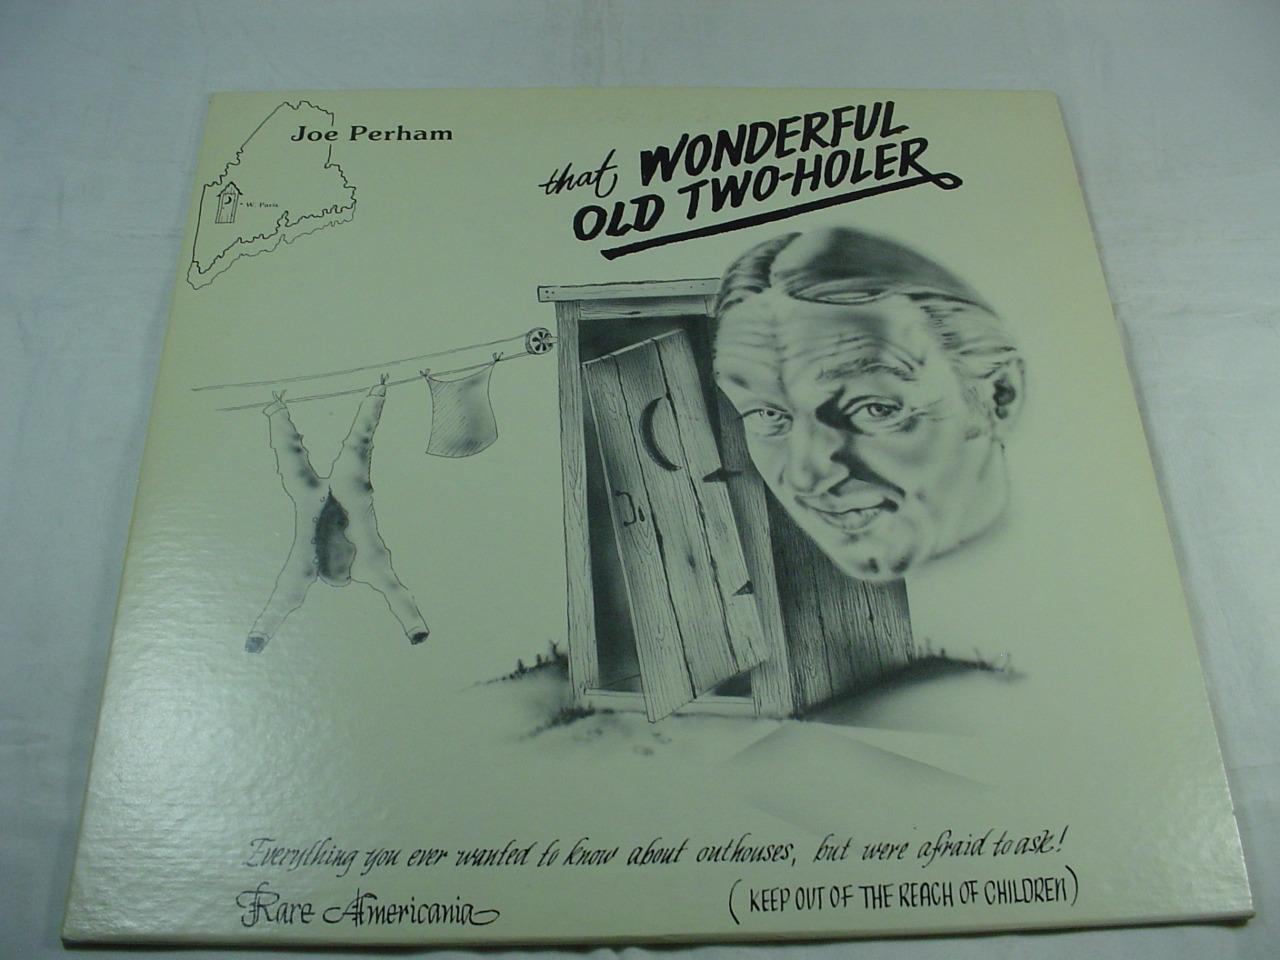 Joe Perham
W. Paris
that WONDERFUL
OLD TWO-HOLER
Everything you ever wanted to know about outhouses, but were afraid to ask!
Rare Americania
(KEEP OUT OF THE REACH OF CHILDREN)